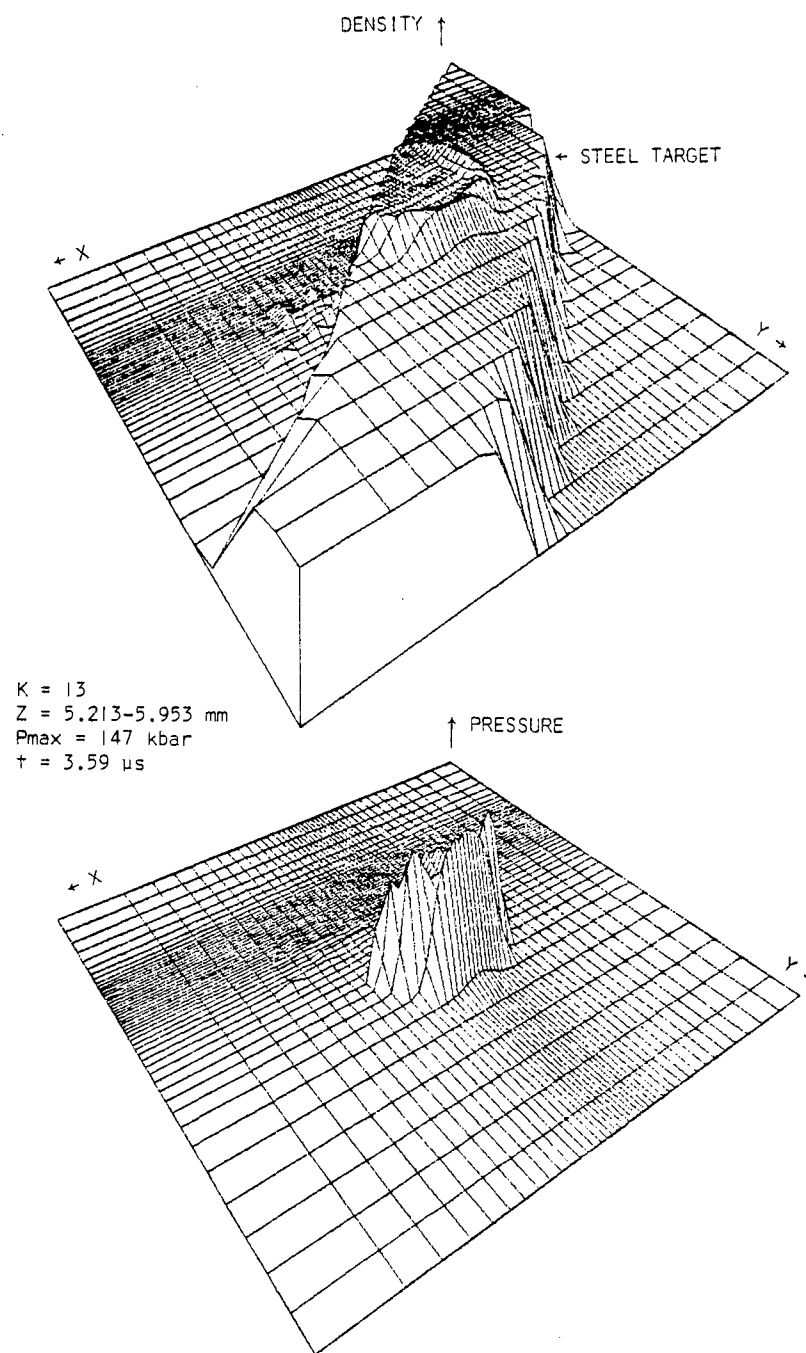 DENSITY ↑
← STEEL TARGET
← X
Y →
K = 13
Z = 5.213-5.953 mm
Pmax = 147 kbar
t = 3.59 µs
↑ PRESSURE
← X
Y →